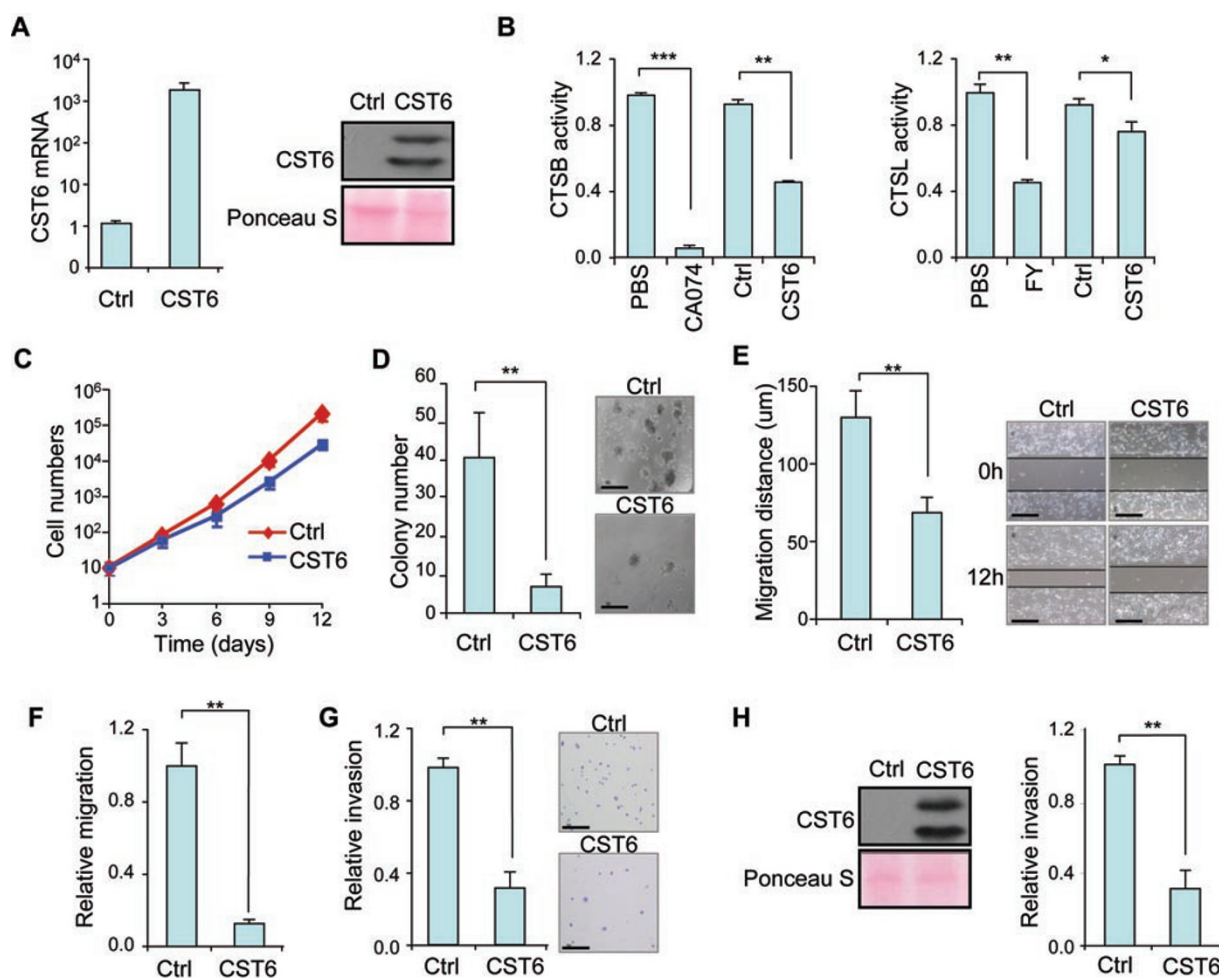 A
CST6 mRNA
10⁴
10³
10²
10
1
0
Ctrl
CST6
Ctrl CST6
CST6
Ponceau S
B
CTSB activity
1.2
0.8
0.4
0.0
***
**
PBS
CA074
Ctrl
CST6
CTSL activity
1.2
0.8
0.4
0.0
**
*
PBS
FY
Ctrl
CST6
C
Cell numbers
10⁶
10⁵
10⁴
10³
10²
10
1
0 3 6 9 12
Time (days)
Ctrl
CST6
D
Colony number
60
50
40
30
20
10
0
**
Ctrl
CST6
Ctrl
CST6
E
Migration distance (um)
150
100
50
0
**
Ctrl
CST6
Ctrl CST6
0h
12h
F
Relative migration
1.2
0.8
0.4
0.0
**
Ctrl CST6
G
Relative invasion
1.2
0.8
0.4
0.0
**
Ctrl CST6
Ctrl
CST6
H
Ctrl CST6
CST6
Ponceau S
Relative invasion
1.2
0.8
0.4
0.0
**
Ctrl CST6